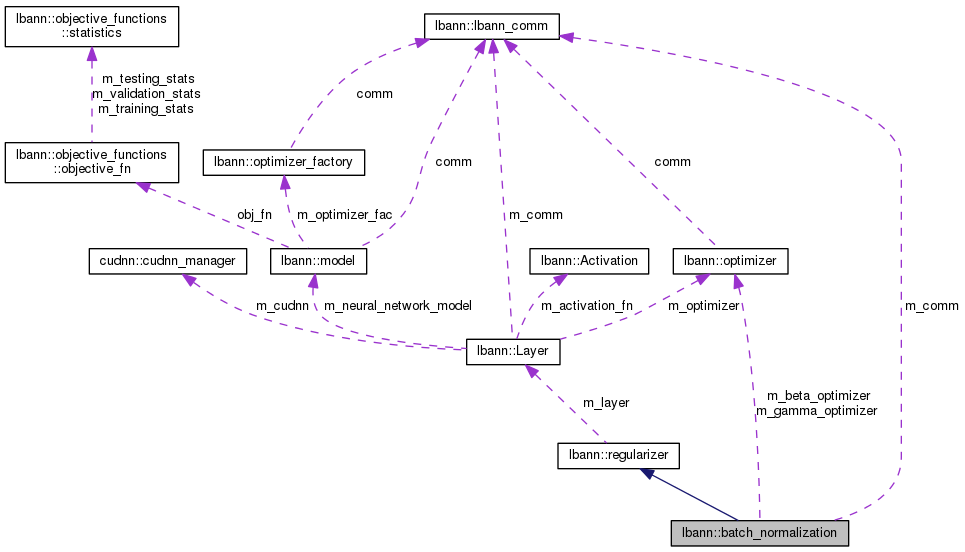 lbann::objective_functions
::statistics
lbann::lbann_comm
m_testing_stats
m_validation_stats
m_training_stats
comm
lbann::objective_functions
::objective_fn
lbann::optimizer_factory
comm
comm
obj_fn
m_optimizer_fac
m_comm
cudnn::cudnn_manager
lbann::model
lbann::Activation
lbann::optimizer
m_cudnn
m_neural_network_model
m_activation_fn
m_optimizer
m_comm
lbann::Layer
m_layer
m_beta_optimizer
m_gamma_optimizer
lbann::regularizer
lbann::batch_normalization